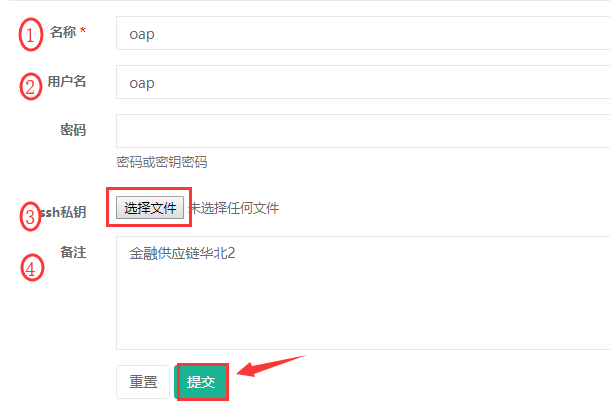 ① 名称 * oap
② 用户名 oap
密码
密码或密钥密码
③ ssh私钥 选择文件 未选择任何文件
④ 备注 金融供应链华北2
重置 提交